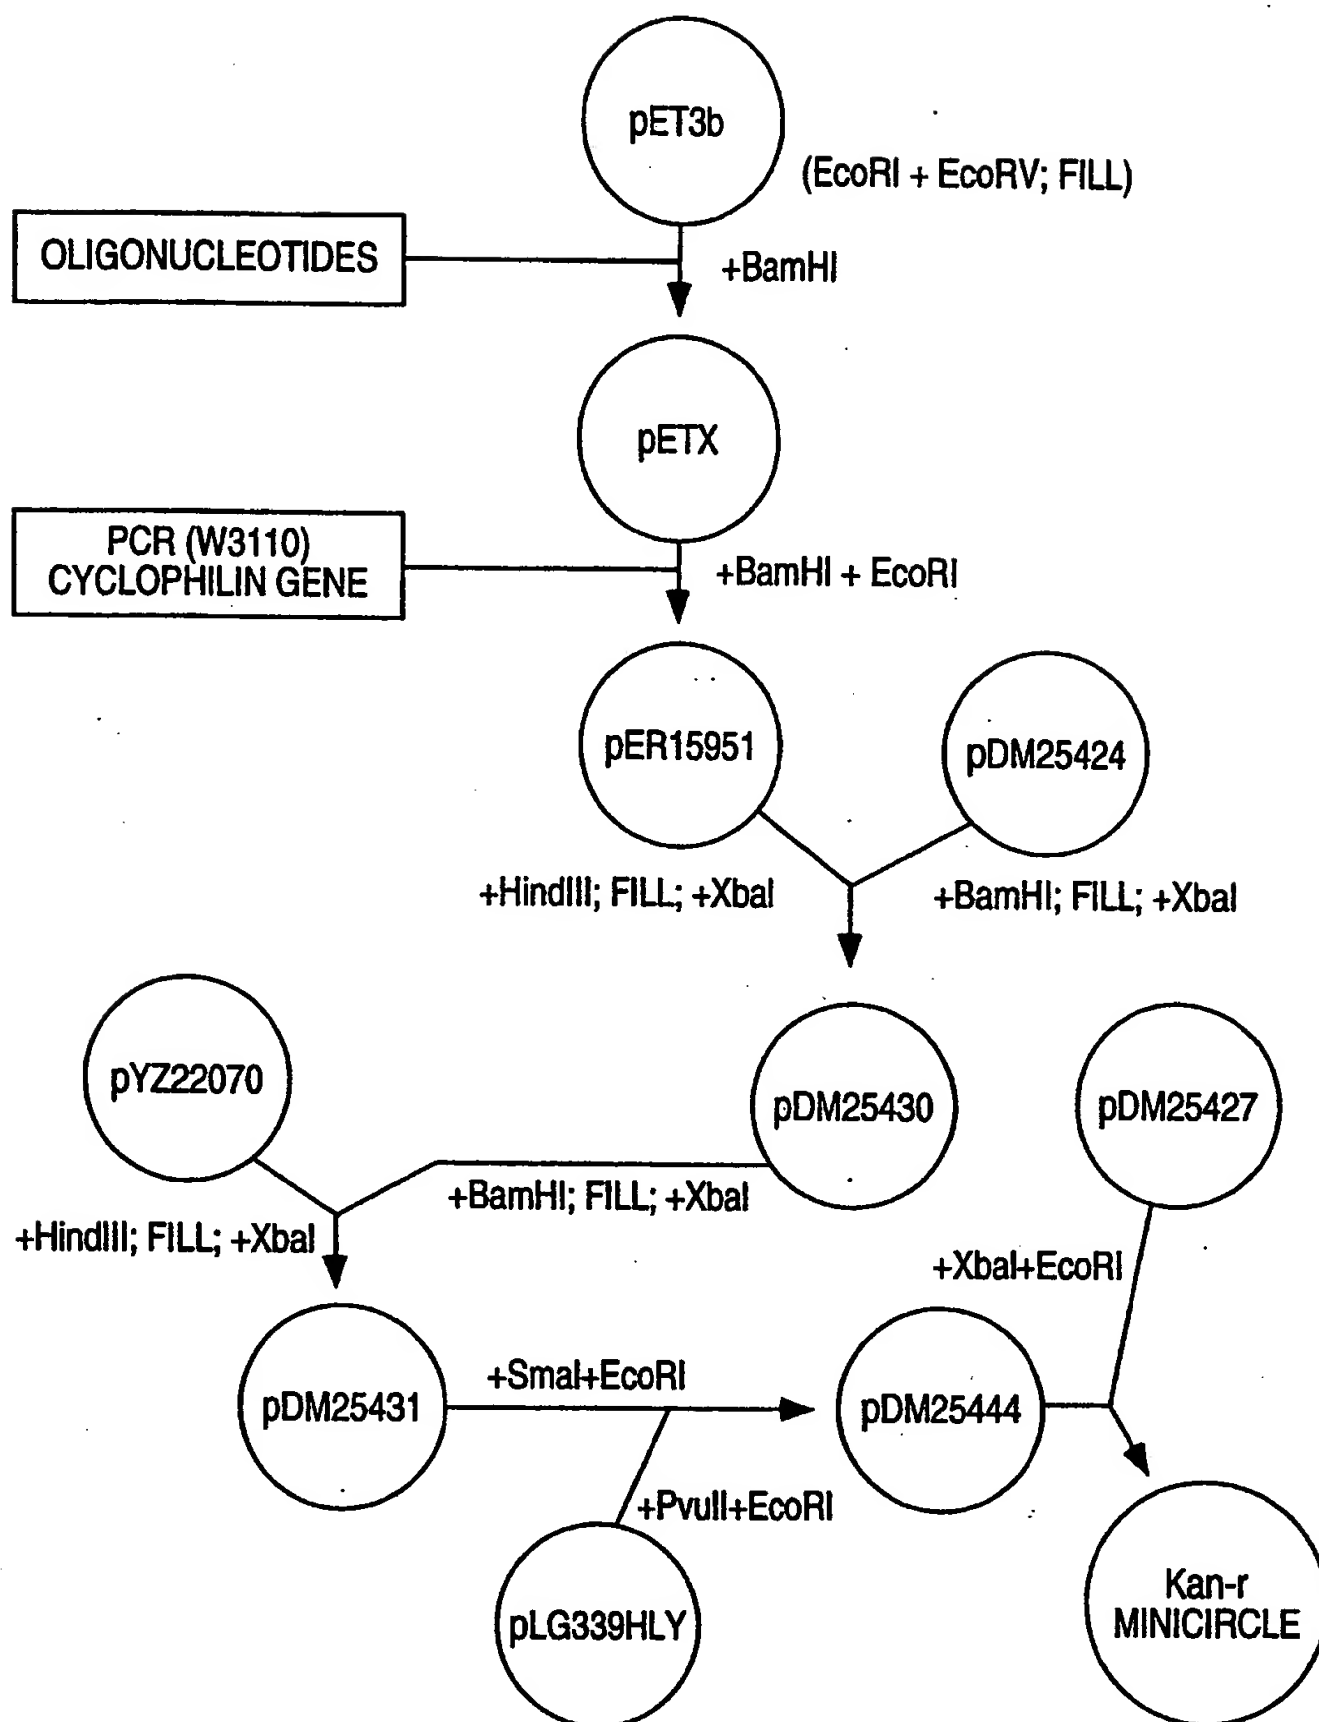 pET3b
(EcoRI + EcoRV; FILL)
OLIGONUCLEOTIDES
+BamHI
pETX
PCR (W3110)
CYCLOPHILIN GENE
+BamHI + EcoRI
pER15951
pDM25424
+HindIII; FILL; +XbaI
+BamHI; FILL; +XbaI
pYZ22070
pDM25430
pDM25427
+BamHI; FILL; +XbaI
+HindIII; FILL; +XbaI
+XbaI+EcoRI
pDM25431
+SmaI+EcoRI
pDM25444
+PvuII+EcoRI
pLG339HLY
Kan-r
MINICIRCLE